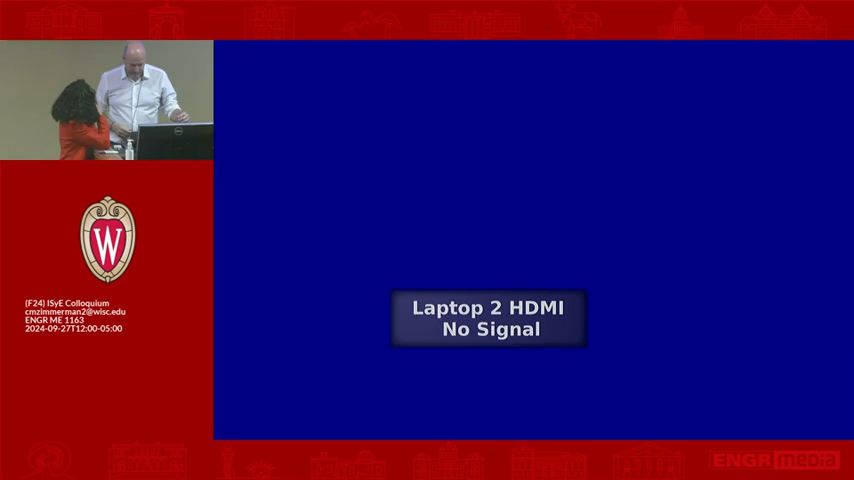 (F24) ISyE Colloquium
cmzimmerman2@wisc.edu
ENGR ME 1163
2024-09-27T12:00-05:00
W
Laptop 2 HDMI
No Signal
ENGR media